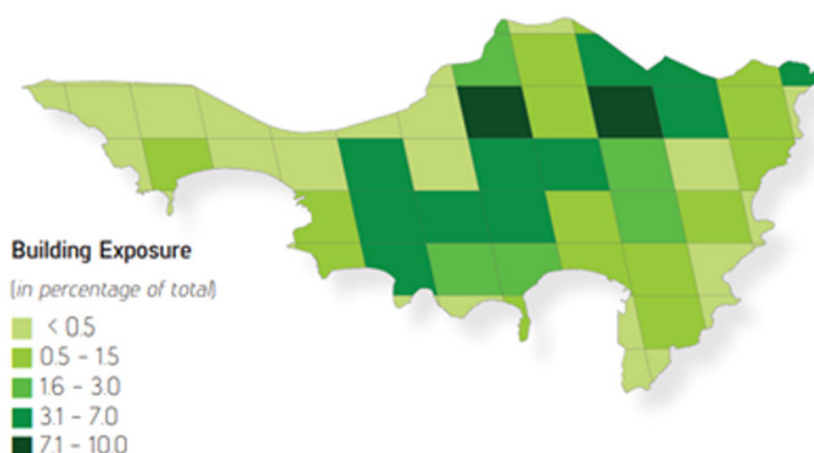 Building Exposure
(in percentage of total)
< 0.5
0.5 - 1.5
1.6 - 3.0
3.1 - 7.0
7.1 - 10.0